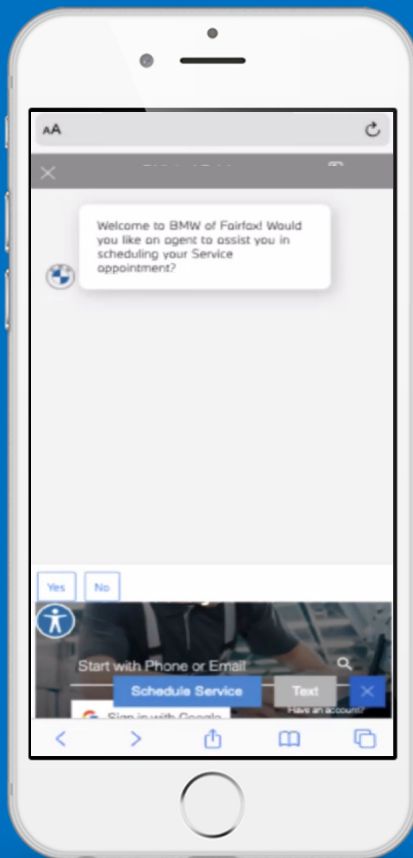 AA
Welcome to BMW of Fairfax! Would
you like an agent to assist you in
scheduling your Service
appointment?
Yes No
Start with Phone or Email
Schedule Service Text
Sign in with Google Have an account?